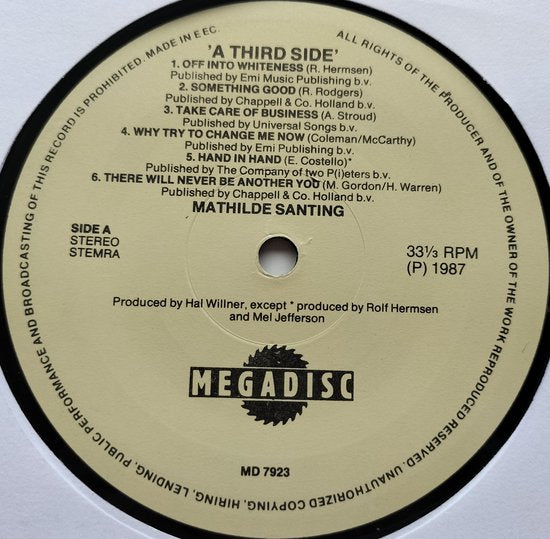 ALL RIGHTS OF THE PRODUCER AND OF THE OWNER OF THE WORK REPRODUCED RESERVED. UNAUTHORIZED COPYING, HIRING, LENDING, PUBLIC PERFORMANCE AND BROADCASTING OF THIS RECORD IS PROHIBITED. MADE IN E EC.
'A THIRD SIDE'
1. OFF INTO WHITENESS (R. Hermsen)
Published by Emi Music Publishing b.v.
2. SOMETHING GOOD (R. Rodgers)
Published by Chappell & Co. Holland b.v.
3. TAKE CARE OF BUSINESS (A. Stroud)
Published by Universal Songs b.v.
4. WHY TRY TO CHANGE ME NOW (Coleman/McCarthy)
Published by Emi Publishing b.v.
5. HAND IN HAND (E. Costello)*
Published by The Company of two P(i)eters b.v.
6. THERE WILL NEVER BE ANOTHER YOU (M. Gordon/H. Warren)
Published by Chappell & Co. Holland b.v.
MATHILDE SANTING
SIDE A
STEREO
STEMRA
33⅓ RPM
(P) 1987
Produced by Hal Willner, except * produced by Rolf Hermsen
and Mel Jefferson
MEGADISC
MD 7923